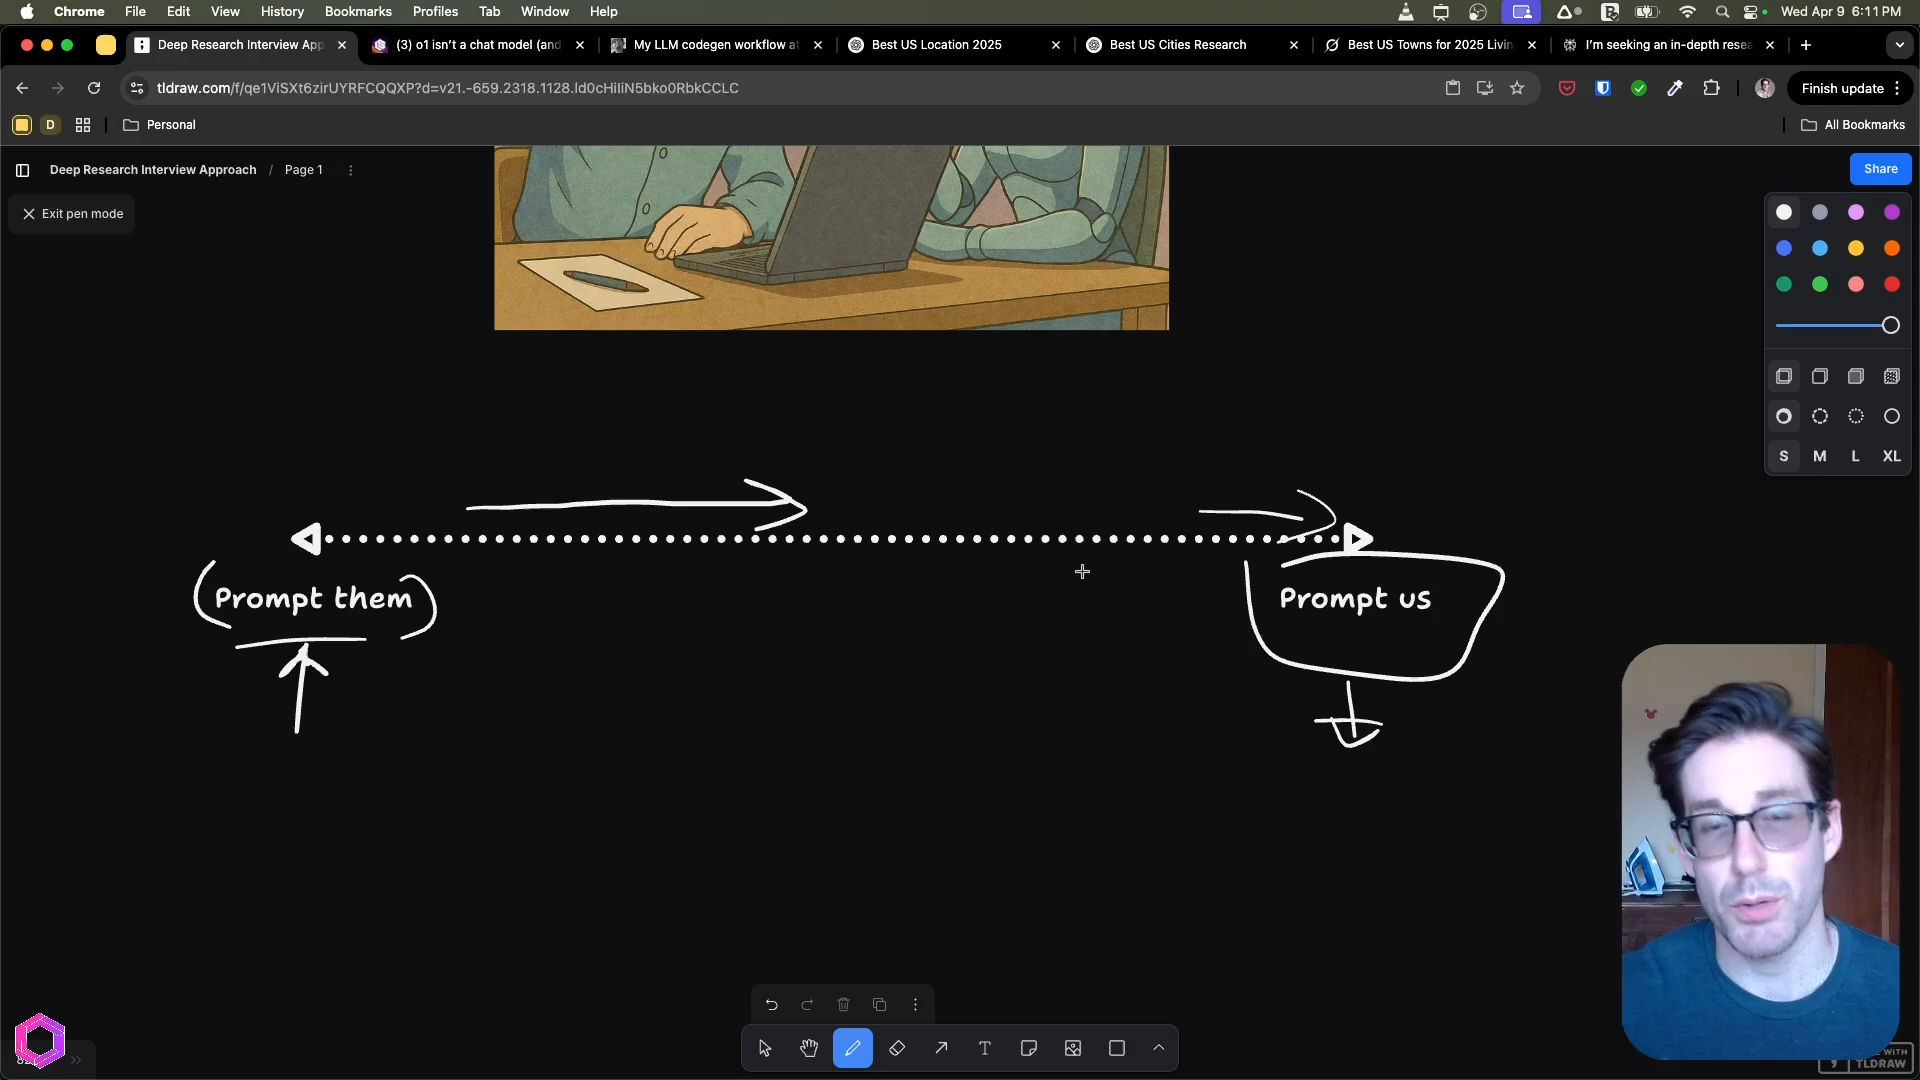 Chrome File Edit View History Bookmarks Profiles Tab Window Help Wed Apr 9 6:11 PM
Deep Research Interview App (3) o1 isn't a chat model (and My LLM codegen workflow at Best US Location 2025 Best US Cities Research Best US Towns for 2025 Livin I'm seeking an in-depth resea
tldraw.com/f/qe1ViSXt6zirUYRFCQQXP?d=v21.-659.2318.1128.ld0cHiIiN5bko0RbkCCLC Finish update
D Personal All Bookmarks
Deep Research Interview Approach / Page 1 Share
Exit pen mode
S M L XL
Prompt them Prompt us
TLDRAW